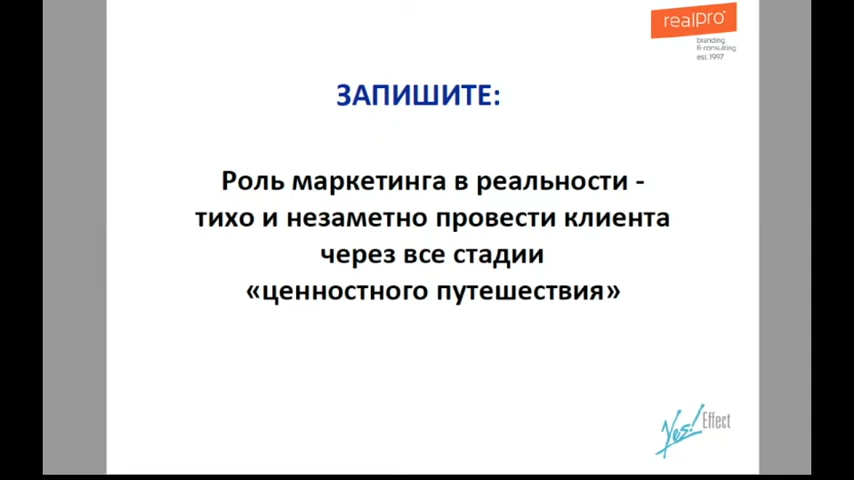 realpro
branding
& consulting
est. 1997
ЗАПИШИТЕ:
Роль маркетинга в реальности -
тихо и незаметно провести клиента
через все стадии
«ценностного путешествия»
Yes! Effect